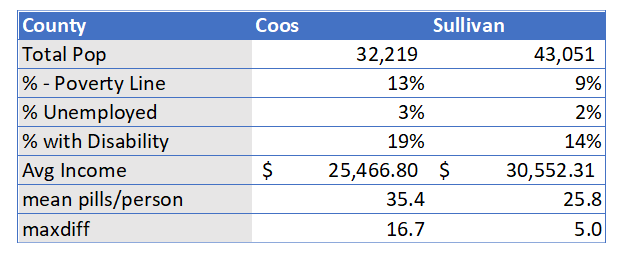 County Coos Sullivan
Total Pop 32,219 43,051
% - Poverty Line 13% 9%
% Unemployed 3% 2%
% with Disability 19% 14%
Avg Income $ 25,466.80 $ 30,552.31
mean pills/person 35.4 25.8
maxdiff 16.7 5.0